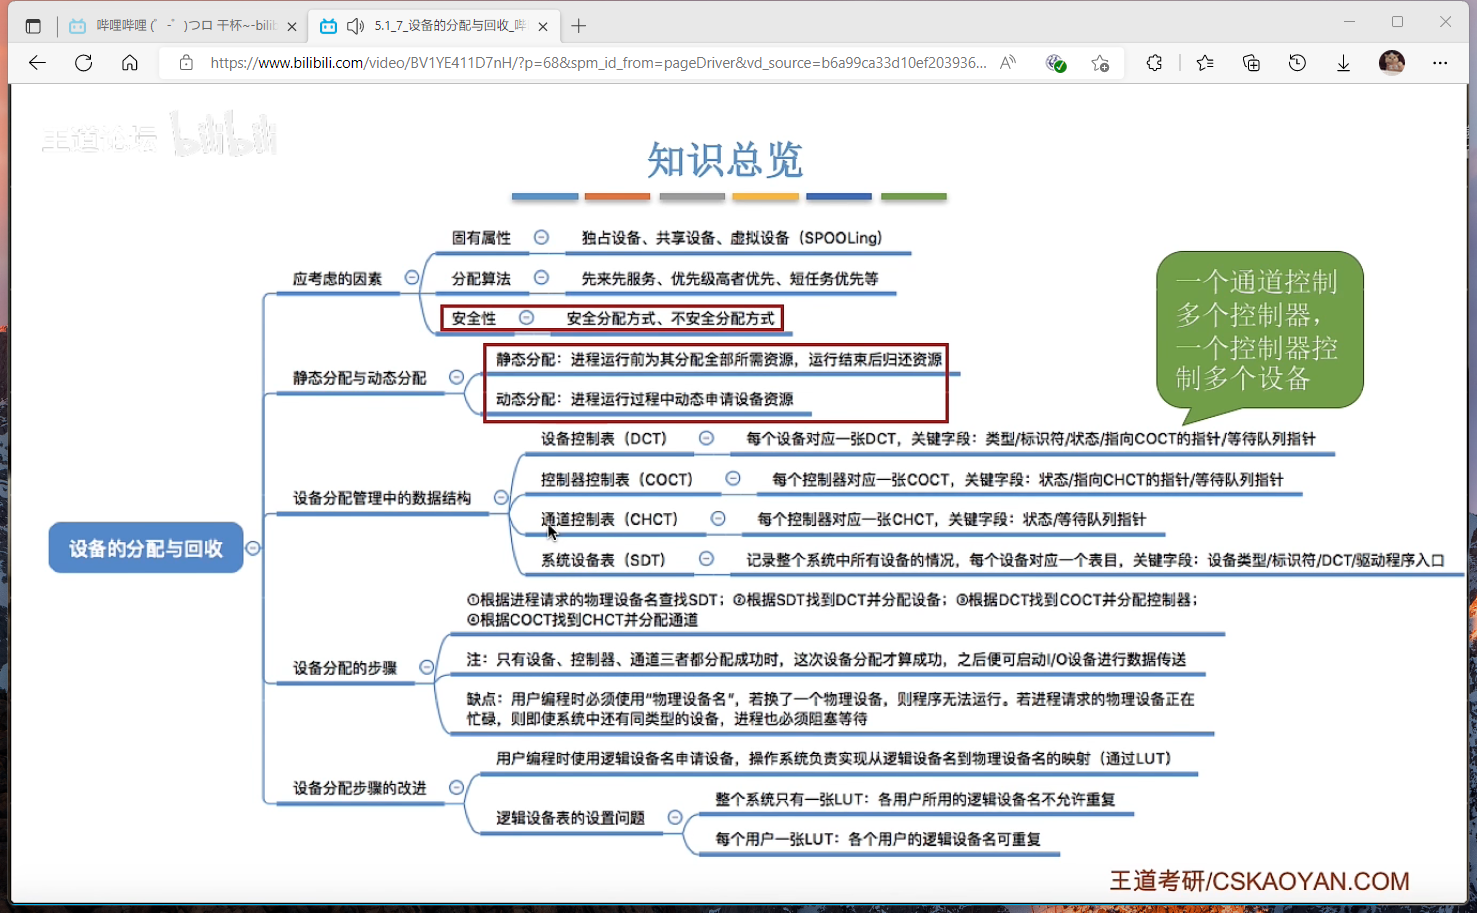 哔哩哔哩 (゜-゜)つロ 干杯~-bili
5.1_7_设备的分配与回收_哔
https://www.bilibili.com/video/BV1YE411D7nH/?p=68&spm_id_from=pageDriver&vd_source=b6a99ca33d10ef203936...
王道论坛 bilibili
知识总览
固有属性 独占设备、共享设备、虚拟设备（SPOOLing）
应考虑的因素
分配算法 先来先服务、优先级高者优先、短任务优先等
安全性 安全分配方式、不安全分配方式
一个通道控制
多个控制器，
一个控制器控
制多个设备
静态分配与动态分配
静态分配：进程运行前为其分配全部所需资源，运行结束后归还资源
动态分配：进程运行过程中动态申请设备资源
设备的分配与回收
设备分配管理中的数据结构
设备控制表（DCT） 每个设备对应一张DCT，关键字段：类型/标识符/状态/指向COCT的指针/等待队列指针
控制器控制表（COCT） 每个控制器对应一张COCT，关键字段：状态/指向CHCT的指针/等待队列指针
通道控制表（CHCT） 每个控制器对应一张CHCT，关键字段：状态/等待队列指针
系统设备表（SDT） 记录整个系统中所有设备的情况，每个设备对应一个表目，关键字段：设备类型/标识符/DCT/驱动程序入口
设备分配的步骤
①根据进程请求的物理设备名查找SDT；②根据SDT找到DCT并分配设备；③根据DCT找到COCT并分配控制器；
④根据COCT找到CHCT并分配通道
注：只有设备、控制器、通道三者都分配成功时，这次设备分配才算成功，之后便可启动I/O设备进行数据传送
缺点：用户编程时必须使用“物理设备名”，若换了一个物理设备，则程序无法运行。若进程请求的物理设备正在
忙碌，则即使系统中还有同类型的设备，进程也必须阻塞等待
设备分配步骤的改进
用户编程时使用逻辑设备名申请设备，操作系统负责实现从逻辑设备名到物理设备名的映射（通过LUT）
逻辑设备表的设置问题
整个系统只有一张LUT：各用户所用的逻辑设备名不允许重复
每个用户一张LUT：各个用户的逻辑设备名可重复
王道考研/CSKAOYAN.COM